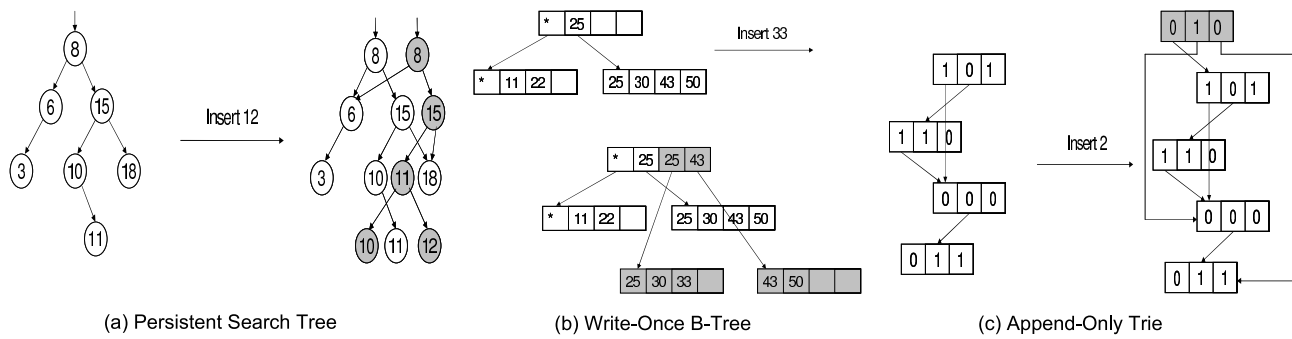 8
6 15
3 10 18
11
Insert 12
8 8
6 15 15
3 10 11 18
10 11 12
(a) Persistent Search Tree
* 25
* 11 22
25 30 43 50
Insert 33
* 25 25 43
* 11 22
25 30 43 50
25 30 33
43 50
(b) Write-Once B-Tree
1 0 1
1 1 0
0 0 0
0 1 1
Insert 2
0 1 0
1 0 1
1 1 0
0 0 0
0 1 1
(c) Append-Only Trie